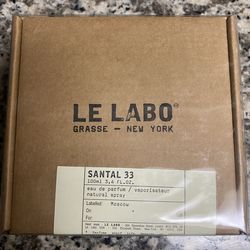 LE LABO®
GRASSE – NEW YORK
SANTAL 33
100ml 3,4 FL.OZ.
eau de parfum / vaporisateur
natural spray
Labelled: Moscow
On :
For:
LE LABO